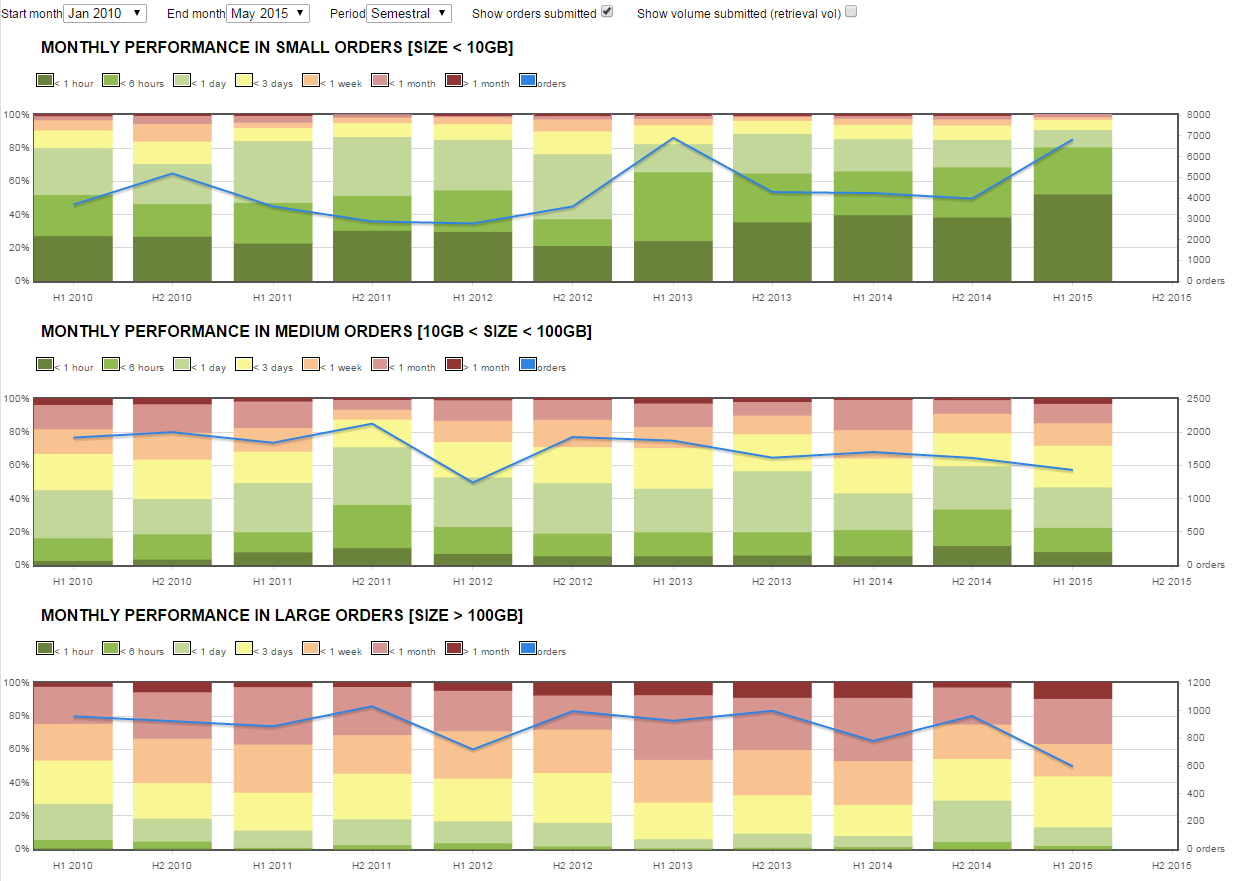 Start month Jan 2010 ▼ End month May 2015 ▼ Period Semestral ▼ Show orders submitted Show volume submitted (retrieval vol)
MONTHLY PERFORMANCE IN SMALL ORDERS [SIZE < 10GB]
< 1 hour < 6 hours < 1 day < 3 days < 1 week < 1 month > 1 month orders
100% 8000
7000
80% 6000
60% 5000
4000
40% 3000
20% 2000
1000
0% 0 orders
H1 2010 H2 2010 H1 2011 H2 2011 H1 2012 H2 2012 H1 2013 H2 2013 H1 2014 H2 2014 H1 2015 H2 2015
MONTHLY PERFORMANCE IN MEDIUM ORDERS [10GB < SIZE < 100GB]
< 1 hour < 6 hours < 1 day < 3 days < 1 week < 1 month > 1 month orders
100% 2500
80% 2000
60% 1500
40% 1000
20% 500
0% 0 orders
H1 2010 H2 2010 H1 2011 H2 2011 H1 2012 H2 2012 H1 2013 H2 2013 H1 2014 H2 2014 H1 2015 H2 2015
MONTHLY PERFORMANCE IN LARGE ORDERS [SIZE > 100GB]
< 1 hour < 6 hours < 1 day < 3 days < 1 week < 1 month > 1 month orders
100% 1200
80% 1000
800
60% 600
40% 400
20% 200
0% 0 orders
H1 2010 H2 2010 H1 2011 H2 2011 H1 2012 H2 2012 H1 2013 H2 2013 H1 2014 H2 2014 H1 2015 H2 2015